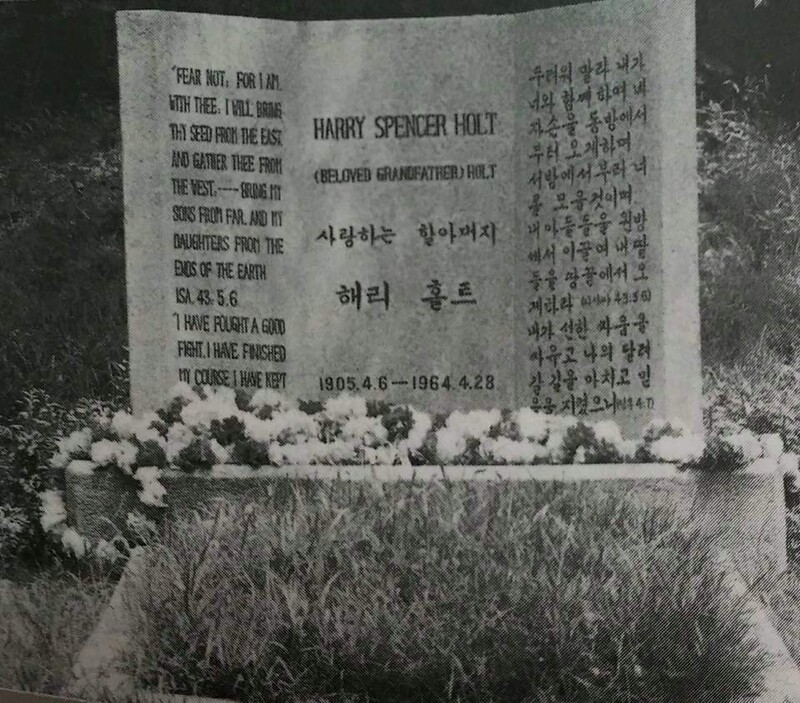 "FEAR NOT; FOR I AM.
WITH THEE; I WILL BRING
THY SEED FROM THE EAST
AND GATHER THEE FROM
THE WEST; ---- BRING MY
SONS FROM FAR, AND MY
DAUGHTERS FROM THE
ENDS OF THE EARTH
ISA. 43: 5.6
"I HAVE FOUGHT A GOOD
FIGHT, I HAVE FINISHED
MY COURSE I HAVE KEPT
HARRY SPENCER HOLT
(BELOVED GRANDFATHER) HOLT
사랑하는 할아버지
해리 홀트
1905.4.6—1964.4.28
두려워 말라 내가
너와 함께하여 네
자손을 동방에서
부터 오게하며
서방에서부터 너
를 모을것이며
내 아들들을 원방
에서 이끌며 내 딸
들을 땅끝에서 오
게하라
내가 선한 싸움을
싸우고 나의 달려
갈 길을 마치고 믿
음을 지켰으니